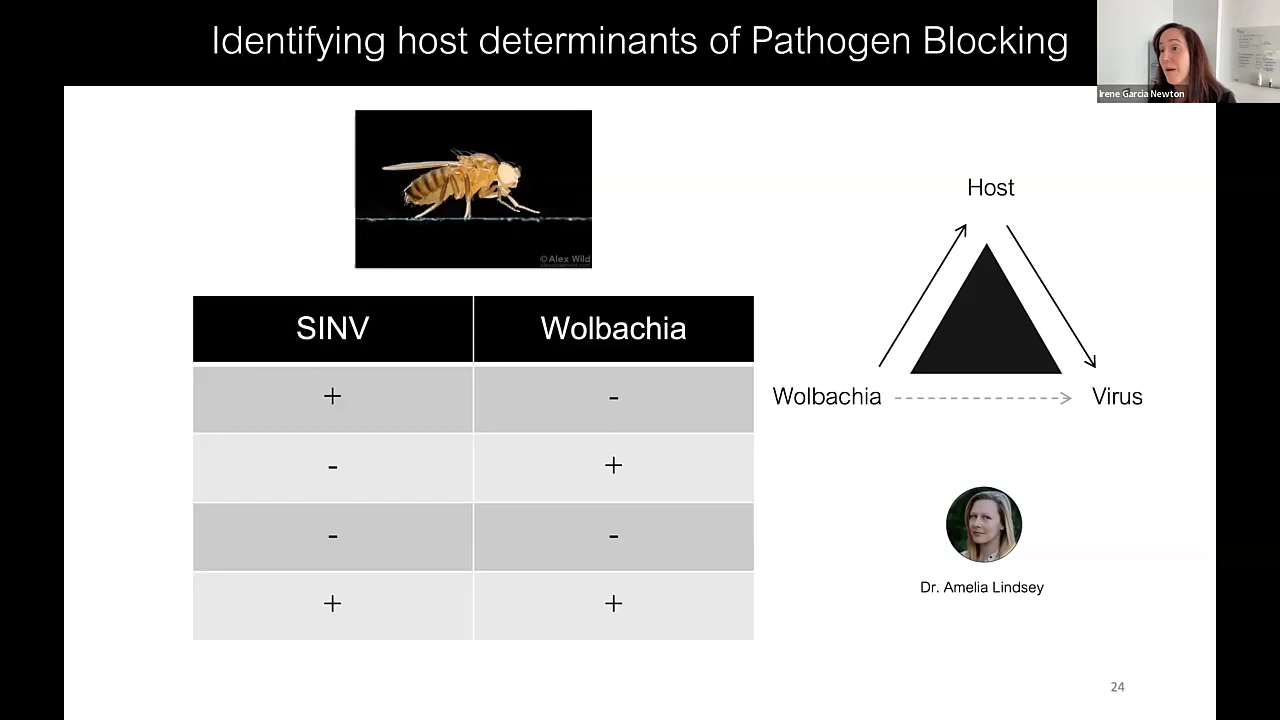 Identifying host determinants of Pathogen Blocking
Irene Garcia Newton
©Alex Wild
Host
SINV Wolbachia
+ -
- +
- -
+ +
Wolbachia Virus
Dr. Amelia Lindsey
24